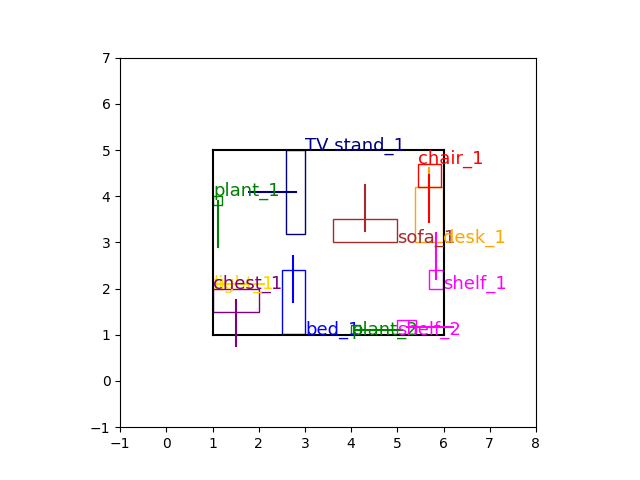 7
6
5
4
3
2
1
0
−1
−1 0 1 2 3 4 5 6 7 8
TV stand_1
chair_1
plant_1
sofa_1
desk_1
light_1
chest_1
shelf_1
bed_1
plant_2
shelf_2